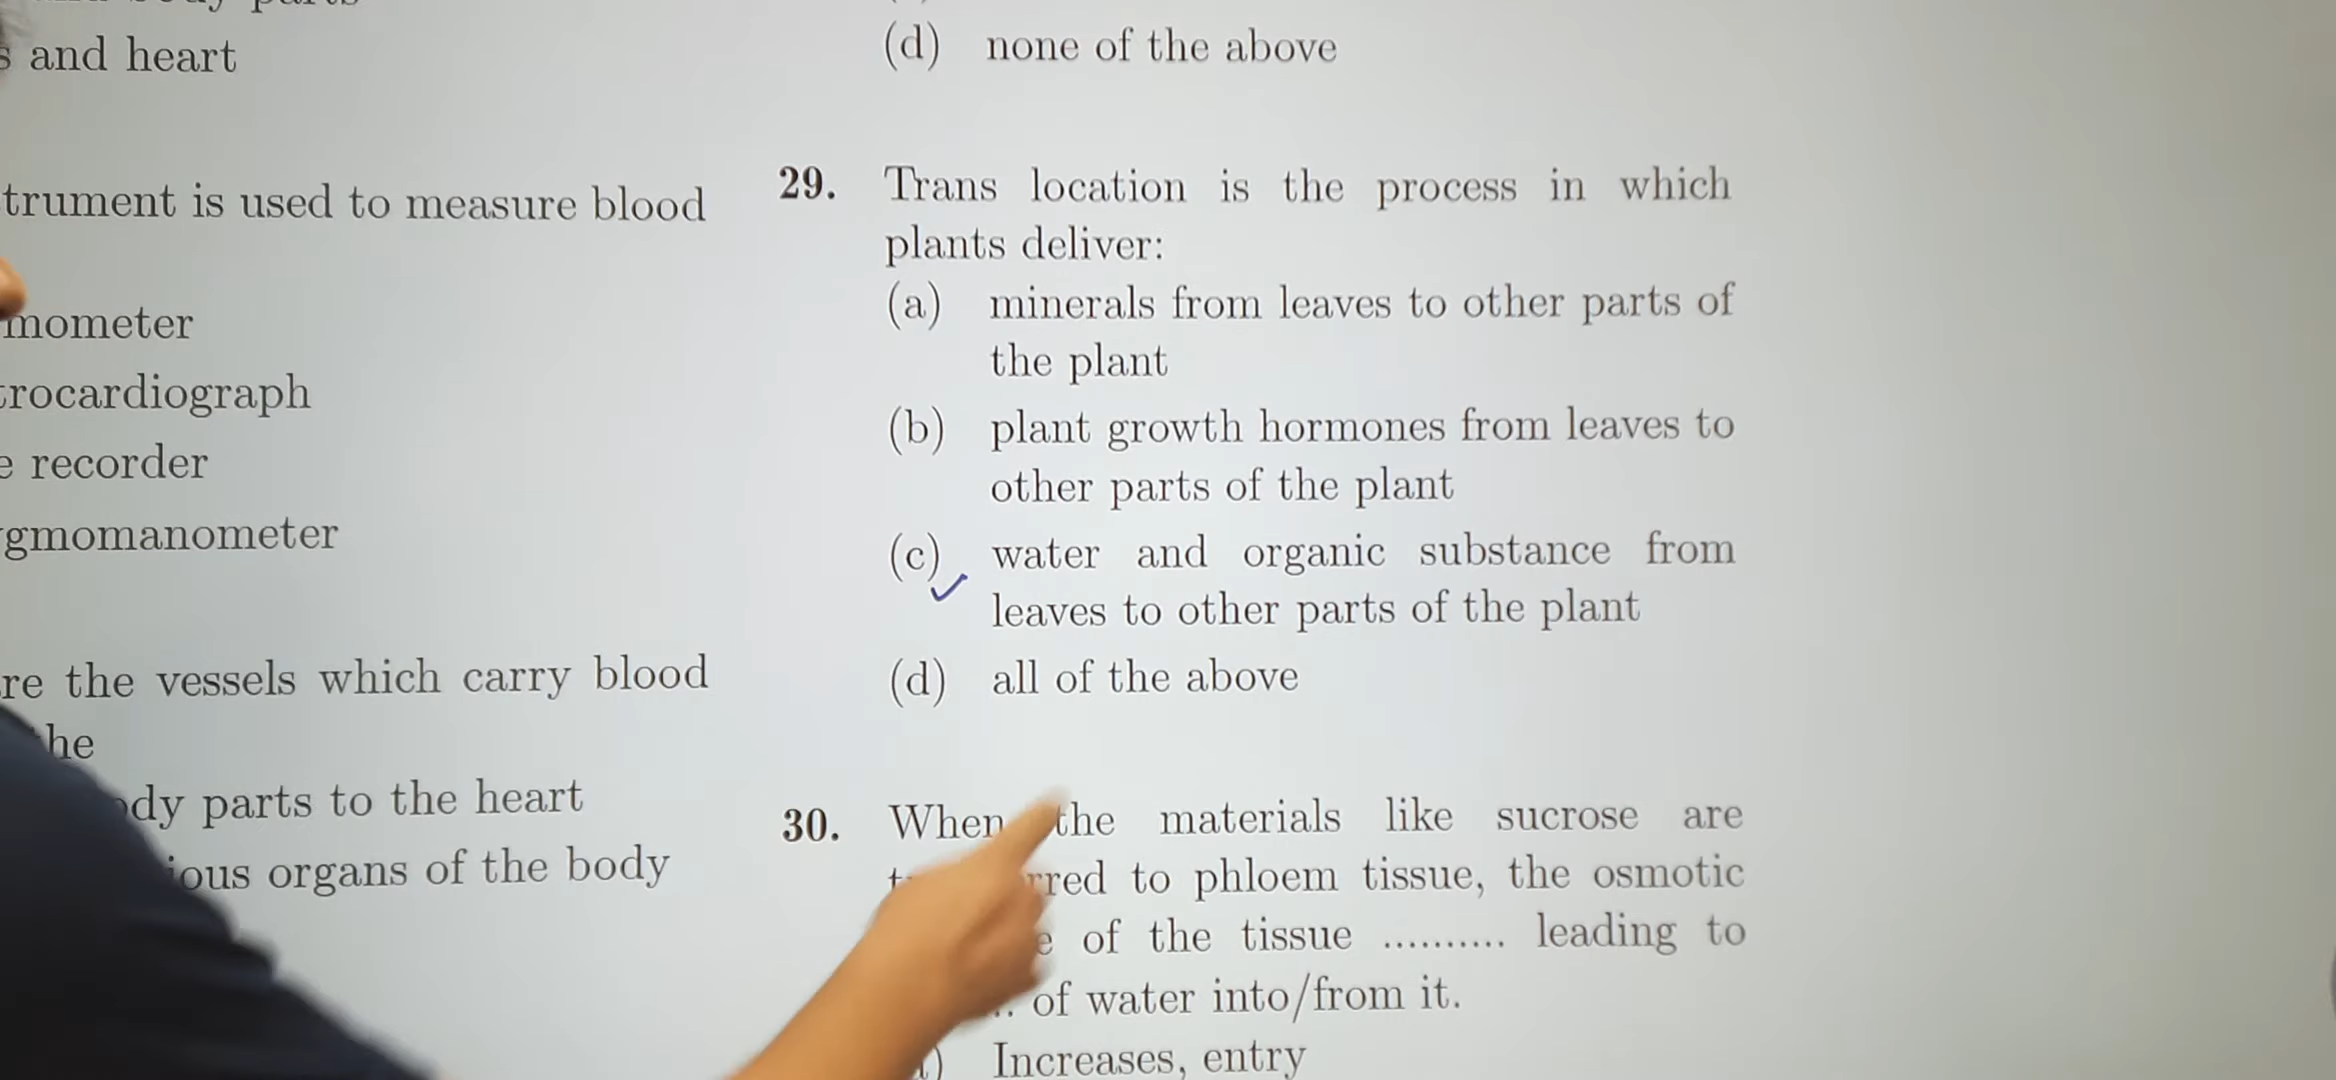 s and heart
trument is used to measure blood
mometer
trocardiograph
e recorder
gmomanometer
re the vessels which carry blood
he
dy parts to the heart
ious organs of the body
(d) none of the above
29. Trans location is the process in which
plants deliver:
(a) minerals from leaves to other parts of
the plant
(b) plant growth hormones from leaves to
other parts of the plant
(c) water and organic substance from
leaves to other parts of the plant
(d) all of the above
30. When the materials like sucrose are
rred to phloem tissue, the osmotic
e of the tissue .......... leading to
.. of water into/from it.
Increases, entry